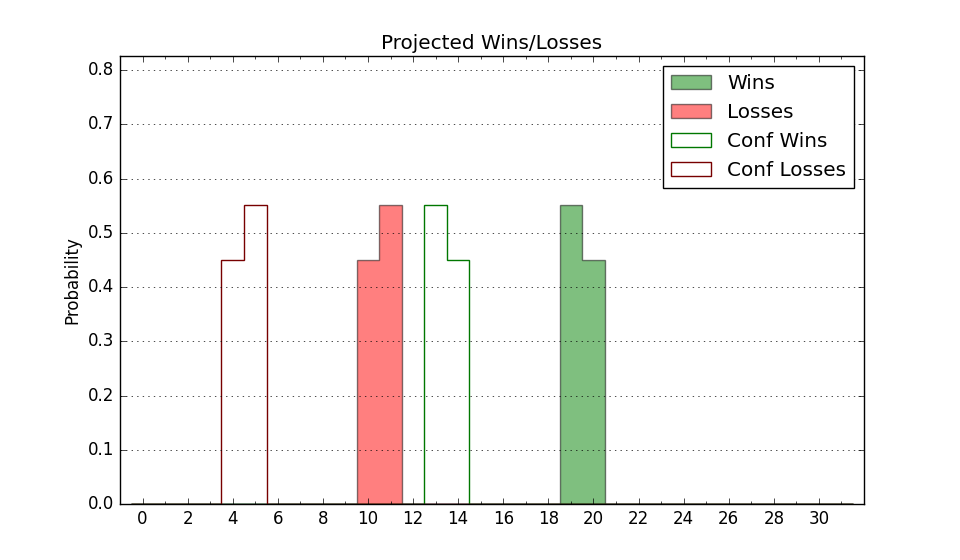 Projected Wins/Losses
Wins
Losses
Conf Wins
Conf Losses
Probability
0.8
0.7
0.6
0.5
0.4
0.3
0.2
0.1
0.0
0 2 4 6 8 10 12 14 16 18 20 22 24 26 28 30